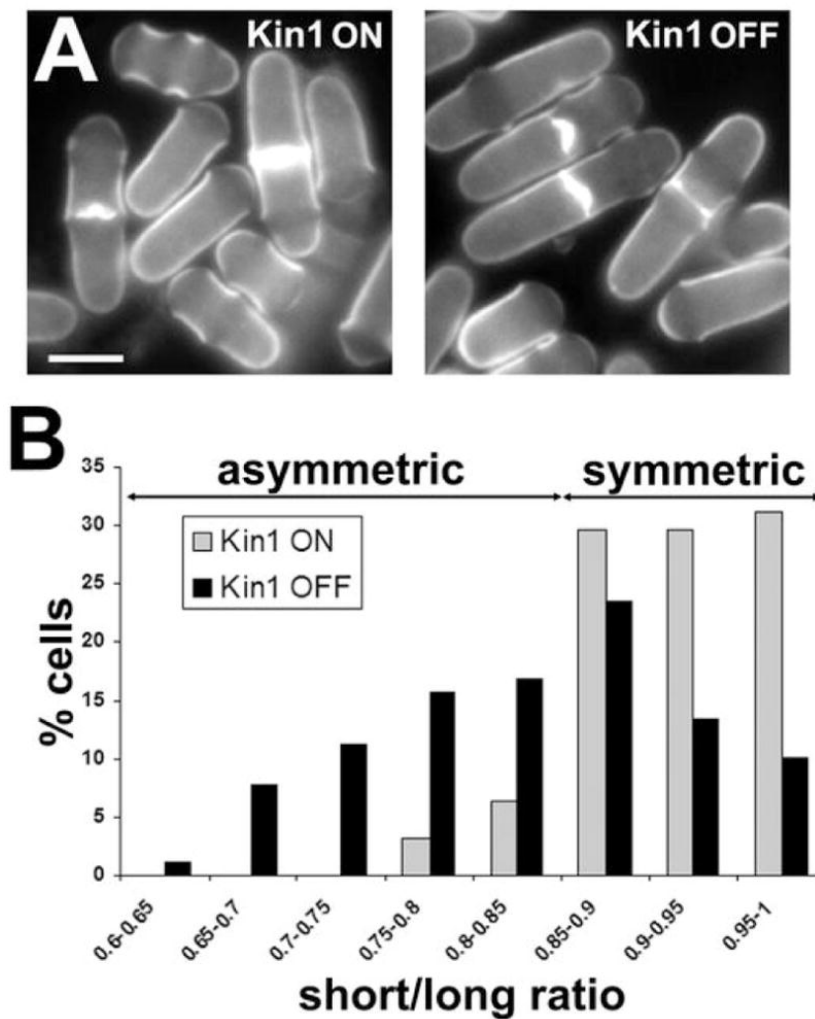 A
Kin1 ON
Kin1 OFF
B
asymmetric
symmetric
35
30
25
20
15
10
5
0
% cells
Kin1 ON
Kin1 OFF
0.6-0.65
0.65-0.7
0.7-0.75
0.75-0.8
0.8-0.85
0.85-0.9
0.9-0.95
0.95-1
short/long ratio